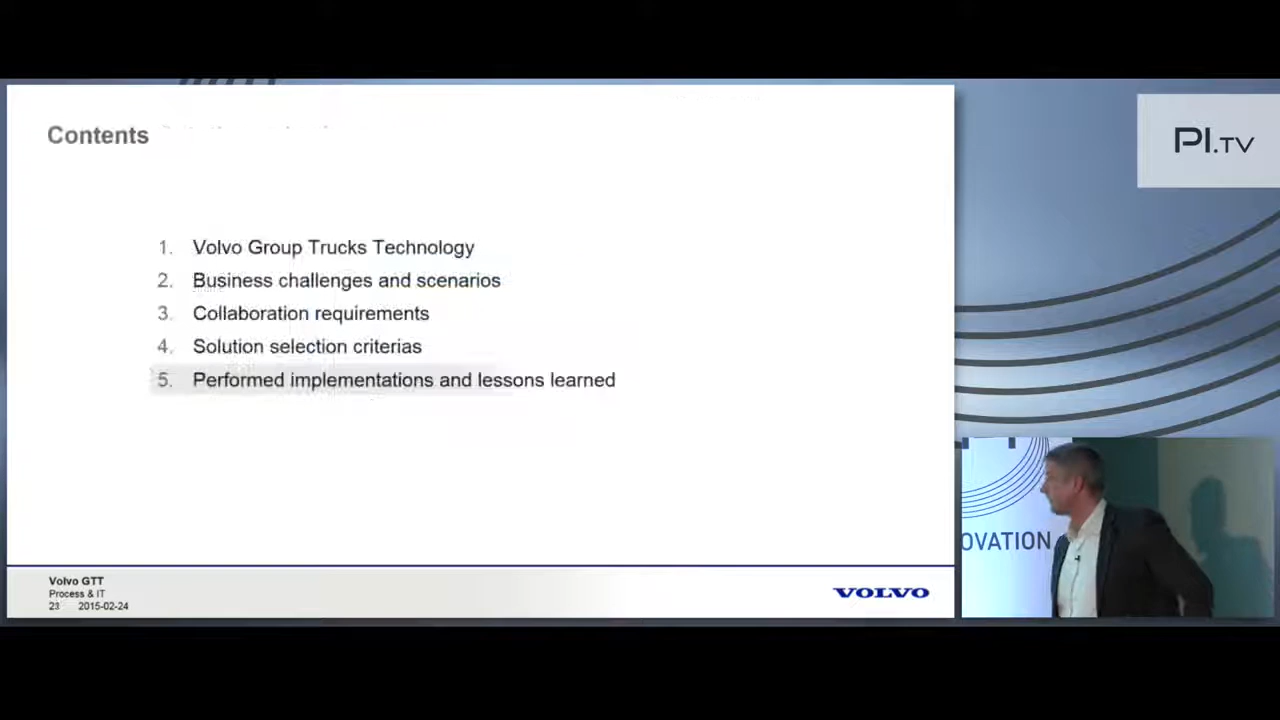 Contents
1. Volvo Group Trucks Technology
2. Business challenges and scenarios
3. Collaboration requirements
4. Solution selection criterias
5. Performed implementations and lessons learned
Volvo GTT
Process & IT
23 2015-02-24
VOLVO
PI.TV
OVATION